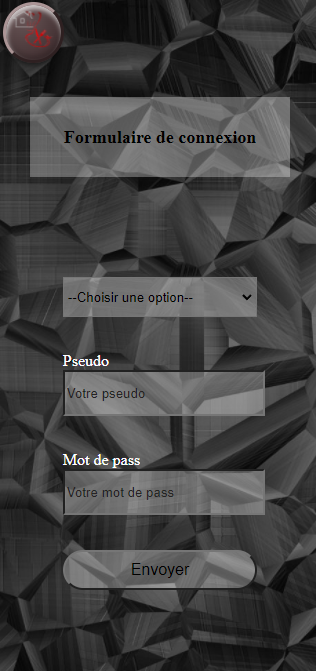 Formulaire de connexion
--Choisir une option--
Pseudo
Votre pseudo
Mot de pass
Votre mot de pass
Envoyer